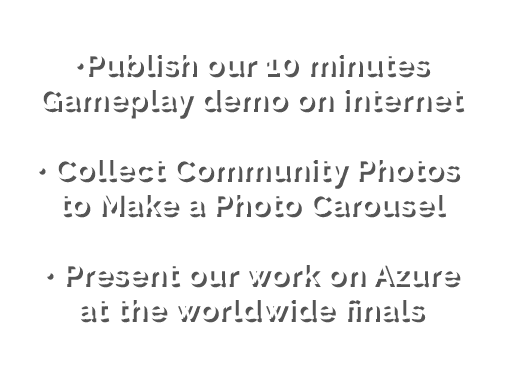 •Publish our 10 minutes
Gameplay demo on internet
• Collect Community Photos
to Make a Photo Carousel
• Present our work on Azure
at the worldwide finals